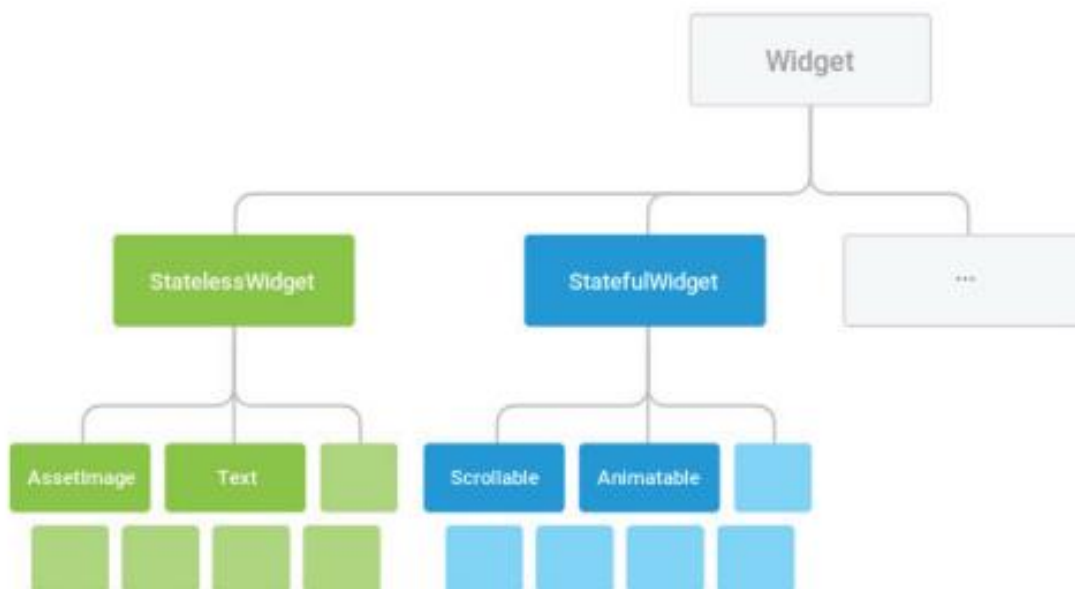 Widget
StatelessWidget
StatefulWidget
...
AssetImage
Text
Scrollable
Animatable